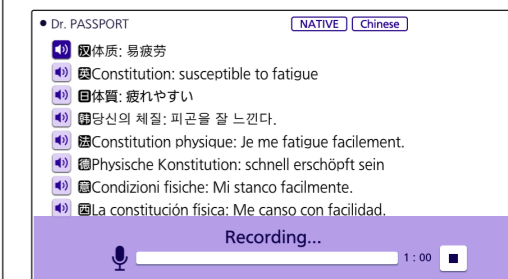 Dr. PASSPORT NATIVE Chinese
汉体质: 易疲劳
英Constitution: susceptible to fatigue
日体質: 疲れやすい
韩당신의 체질: 피곤을 잘 느낀다.
法Constitution physique: Je me fatigue facilement.
德Physische Konstitution: schnell erschöpft sein
意Condizioni fisiche: Mi stanco facilmente.
西La constitución física: Me canso con facilidad.
Recording...
1 : 00